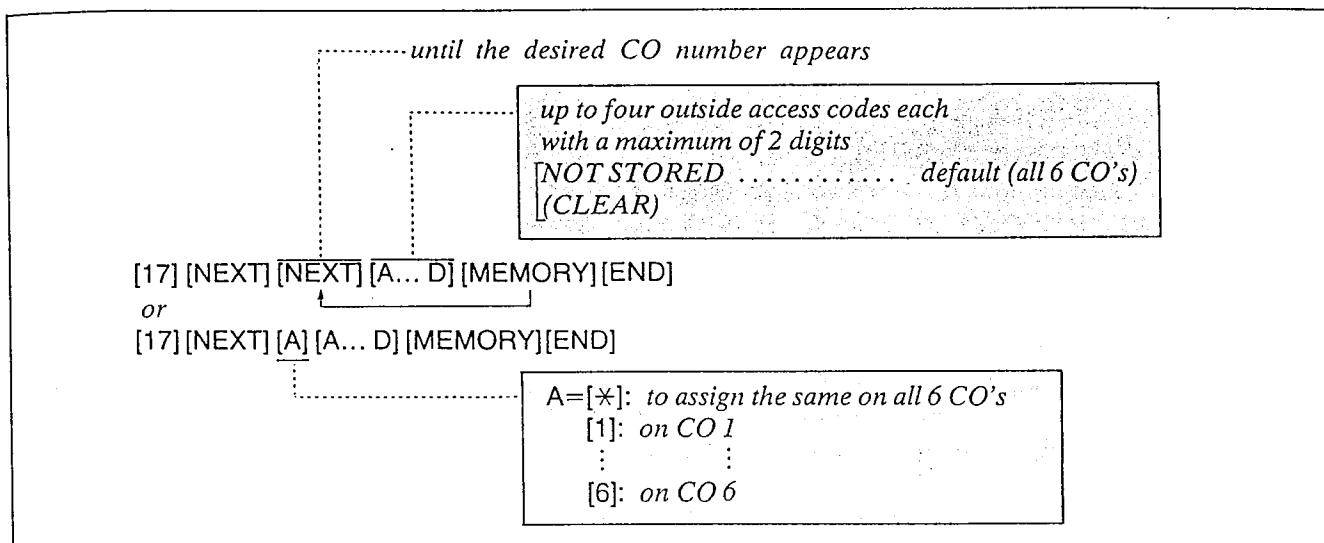 until the desired CO number appears
up to four outside access codes each
with a maximum of 2 digits
[NOT STORED ............ default (all 6 CO's)
(CLEAR)
[17] [NEXT] [NEXT] [A... D] [MEMORY] [END]
or
[17] [NEXT] [A] [A... D] [MEMORY] [END]
A=[✳]: to assign the same on all 6 CO's
[1]: on CO 1
⋮ ⋮
[6]: on CO 6